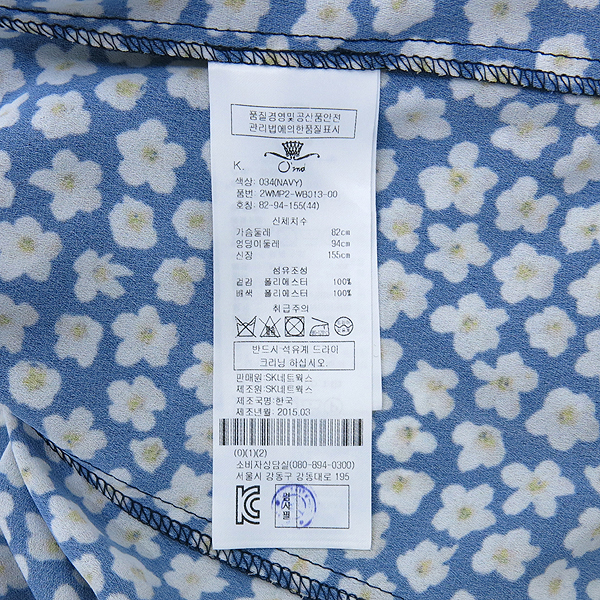 품질경영및공산품안전
관리법에의한품질표시
K.
색상: 034(NAVY)
품번: 2WMP2-WB013-00
호칭: 82-94-155(44)
신체치수
가슴둘레 82cm
엉덩이둘레 94cm
신장 155cm
섬유조성
겉감 폴리에스터 100%
배색 폴리에스터 100%
취급주의
반드시 석유계 드라이
크리닝 하십시오.
판매원:SK네트웍스
제조원:SK네트웍스
제조국명:한국
제조년월:2015.03
(0)(1)(2)
소비자상담실(080-894-0300)
서울시 강동구 강동대로 195
검사필